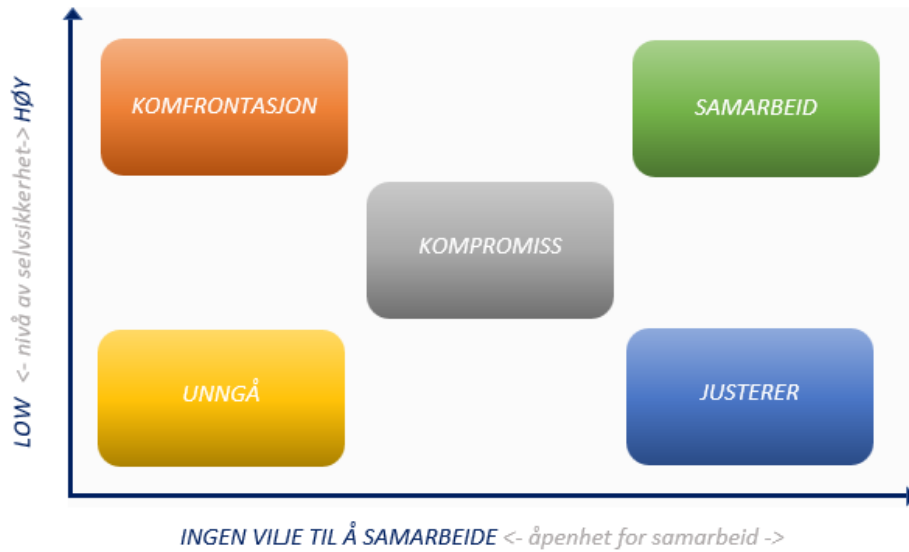 LOW <- nivå av selvsikkerhet-> HØY
KOMFRONTASJON
SAMARBEID
KOMPROMISS
UNNGÅ
JUSTERER
INGEN VILJE TIL Å SAMARBEIDE <- åpenhet for samarbeid ->